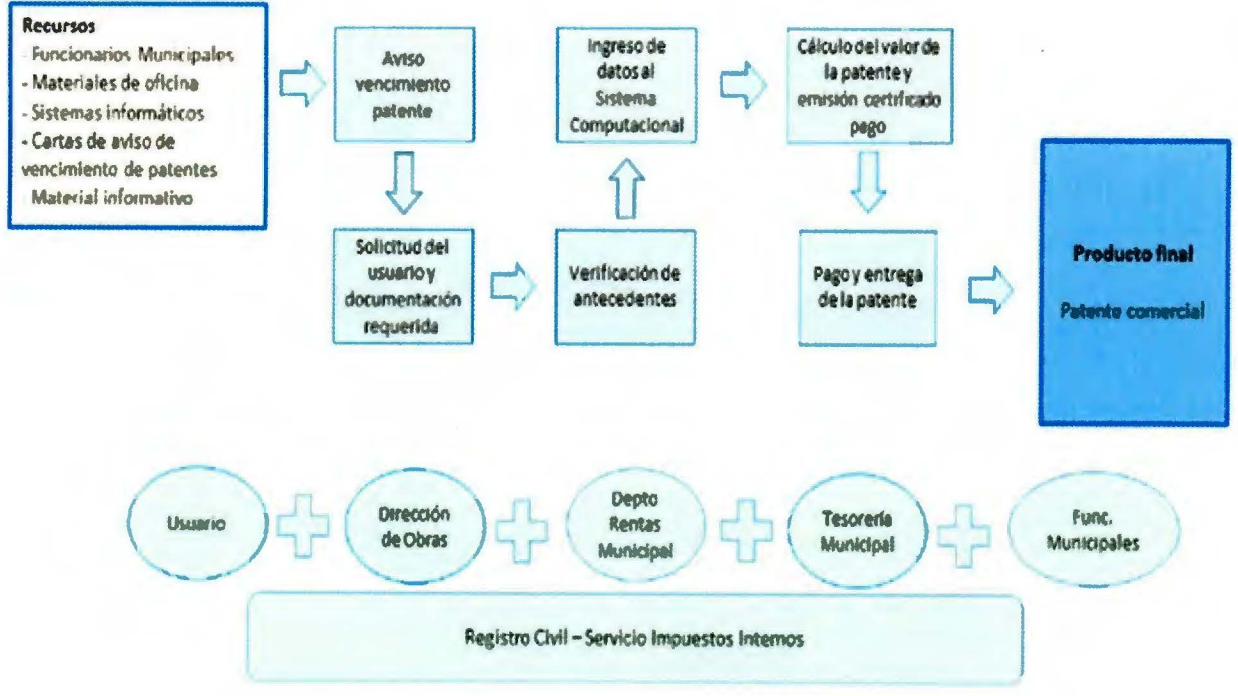 Recursos
- Funcionarios Municipales
- Materiales de oficina
- Sistemas informáticos
- Cartas de aviso de
vencimiento de patentes
Material informativo
Aviso
vencimiento
patente
Solicitud del
usuario y
documentación
requerida
Verificación de
antecedentes
Ingreso de
datos al
Sistema
Computacional
Cálculo del valor de
la patente y
emisión certificado
pago
Pago y entrega
de la patente
Producto final
Patente comercial
Usuario
Dirección
de Obras
Depto
Rentas
Municipal
Tesorería
Municipal
Func.
Municipales
Registro Civil – Servicio Impuestos Internos